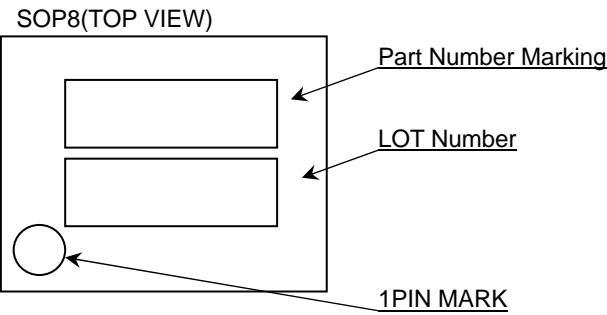 SOP8(TOP VIEW)
Part Number Marking
LOT Number
1PIN MARK